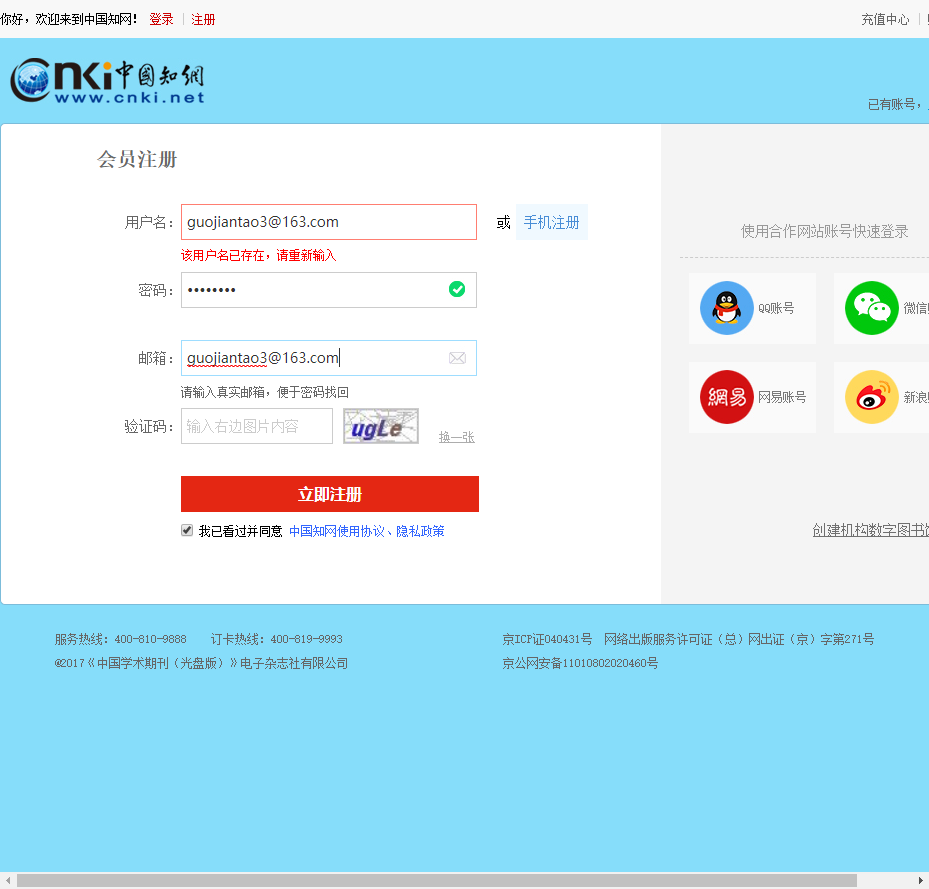 你好，欢迎来到中国知网！ 登录 注册 充值中心
cnki中国知网
www.cnki.net
已有账号，
会员注册
用户名： guojiantao3@163.com 或 手机注册
该用户名已存在，请重新输入
密码： ••••••••
邮箱： guojiantao3@163.com
请输入真实邮箱，便于密码找回
验证码： 输入右边图片内容 ugLe 换一张
立即注册
我已看过并同意 中国知网使用协议、隐私政策
使用合作网站账号快速登录
QQ账号 微信
網易 网易账号 新浪
创建机构数字图书馆
服务热线：400-810-9888 订卡热线：400-819-9993
©2017《中国学术期刊（光盘版）》电子杂志社有限公司
京ICP证040431号 网络出版服务许可证（总）网出证（京）字第271号
京公网安备11010802020460号